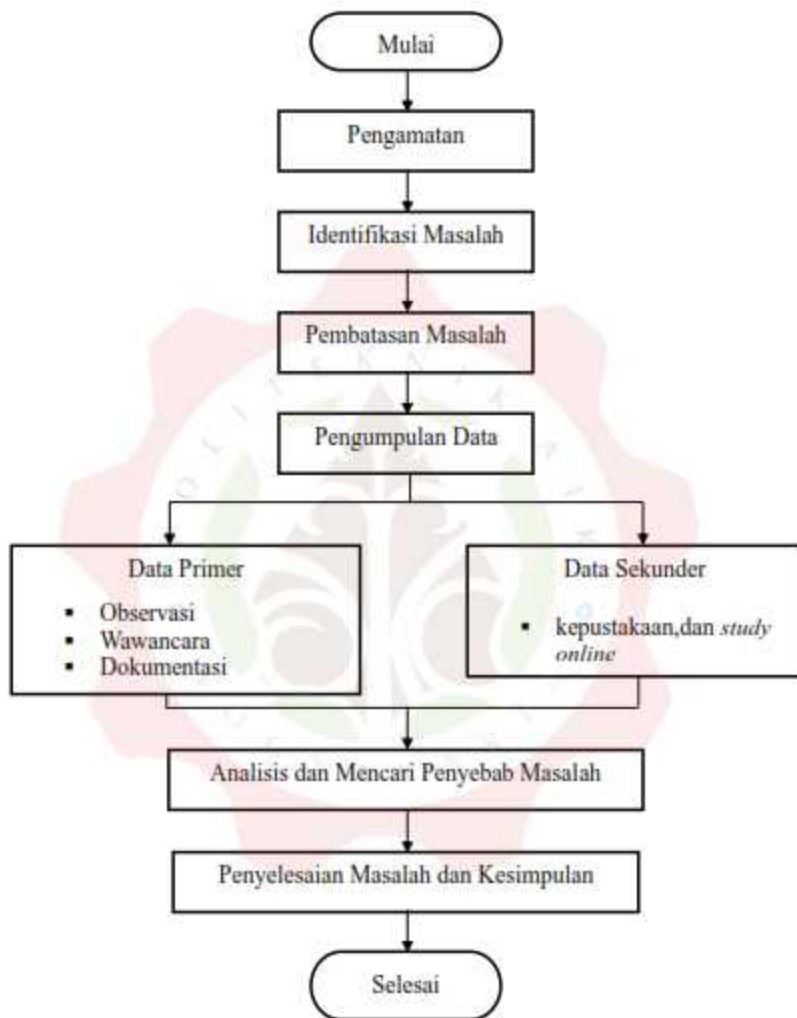 Mulai
Pengamatan
Identifikasi Masalah
Pembatasan Masalah
Pengumpulan Data
Data Primer
▪ Observasi
▪ Wawancara
▪ Dokumentasi
Data Sekunder
▪ kepustakaan,dan study
online
Analisis dan Mencari Penyebab Masalah
Penyelesaian Masalah dan Kesimpulan
Selesai